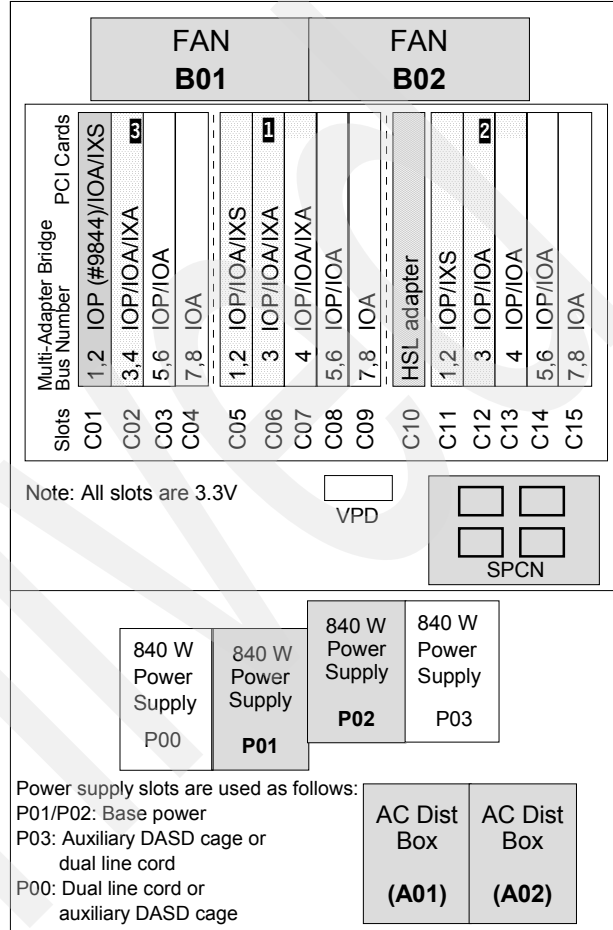 FAN
B01
FAN
B02
PCI Cards
Multi-Adapter Bridge
Bus Number
Slots
C01 1,2 IOP (#9844)/IOA/IXS
C02 3,4 IOP/IOA/IXA 3
C03 5,6 IOP/IOA
C04 7,8 IOA
C05 1,2 IOP/IOA/IXS
C06 3 IOP/IOA/IXA 1
C07 4 IOP/IOA/IXA
C08 5,6 IOP/IOA
C09 7,8 IOA
C10 HSL adapter
C11 1,2 IOP/IXS
C12 3 IOP/IOA 2
C13 4 IOP/IOA
C14 5,6 IOP/IOA
C15 7,8 IOA
Note: All slots are 3.3V
VPD
SPCN
840 W
Power
Supply
P00
840 W
Power
Supply
P01
840 W
Power
Supply
P02
840 W
Power
Supply
P03
Power supply slots are used as follows:
P01/P02: Base power
P03: Auxiliary DASD cage or
dual line cord
P00: Dual line cord or
auxiliary DASD cage
AC Dist
Box
(A01)
AC Dist
Box
(A02)